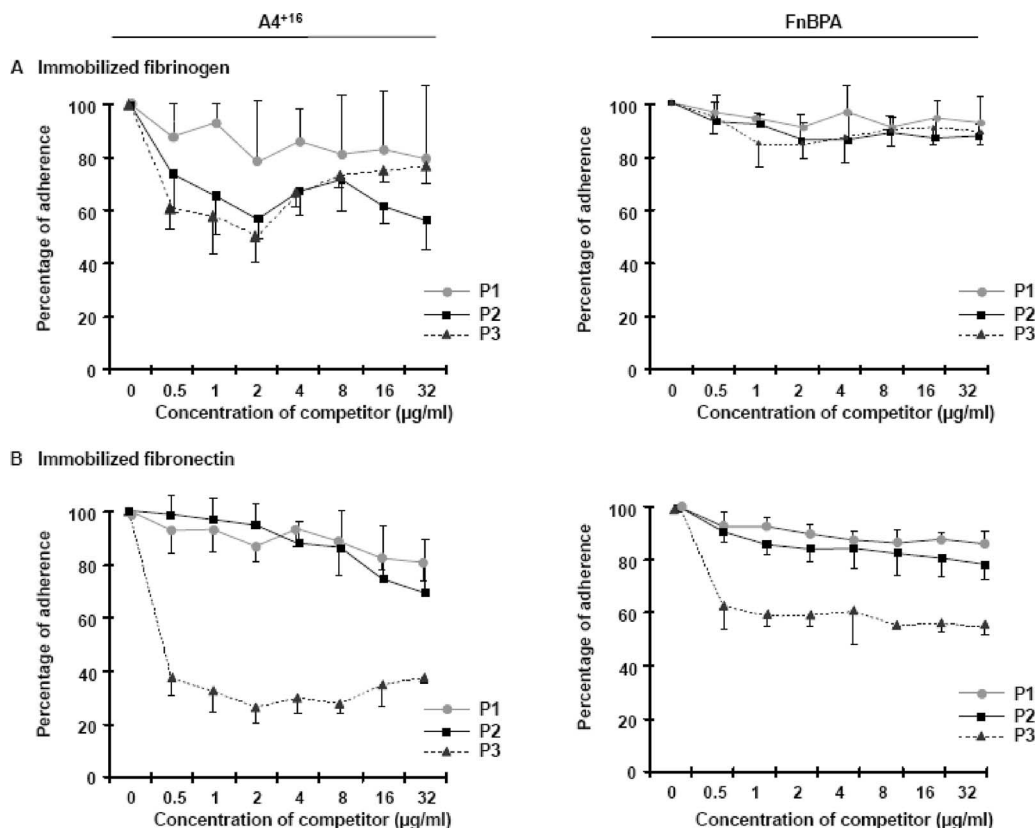 A4⁺¹⁶
FnBPA
A Immobilized fibrinogen
Percentage of adherence
100
80
60
40
20
0
P1
P2
P3
0 0.5 1 2 4 8 16 32
Concentration of competitor (µg/ml)
Percentage of adherence
100
80
60
40
20
0
P1
P2
P3
0 0.5 1 2 4 8 16 32
Concentration of competitor (µg/ml)
B Immobilized fibronectin
Percentage of adherence
100
80
60
40
20
0
P1
P2
P3
0 0.5 1 2 4 8 16 32
Concentration of competitor (µg/ml)
Percentage of adherence
100
80
60
40
20
0
P1
P2
P3
0 0.5 1 2 4 8 16 32
Concentration of competitor (µg/ml)